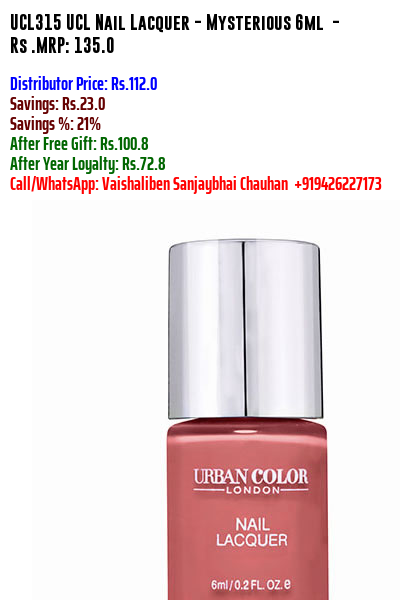 UCL315 UCL Nail Lacquer - Mysterious 6ml -
Rs .MRP: 135.0
Distributor Price: Rs.112.0
Savings: Rs.23.0
Savings %: 21%
After Free Gift: Rs.100.8
After Year Loyalty: Rs.72.8
Call/WhatsApp: Vaishaliben Sanjaybhai Chauhan +919426227173
URBAN COLOR
LONDON
NAIL
LACQUER
6ml/0.2 FL. OZ. e